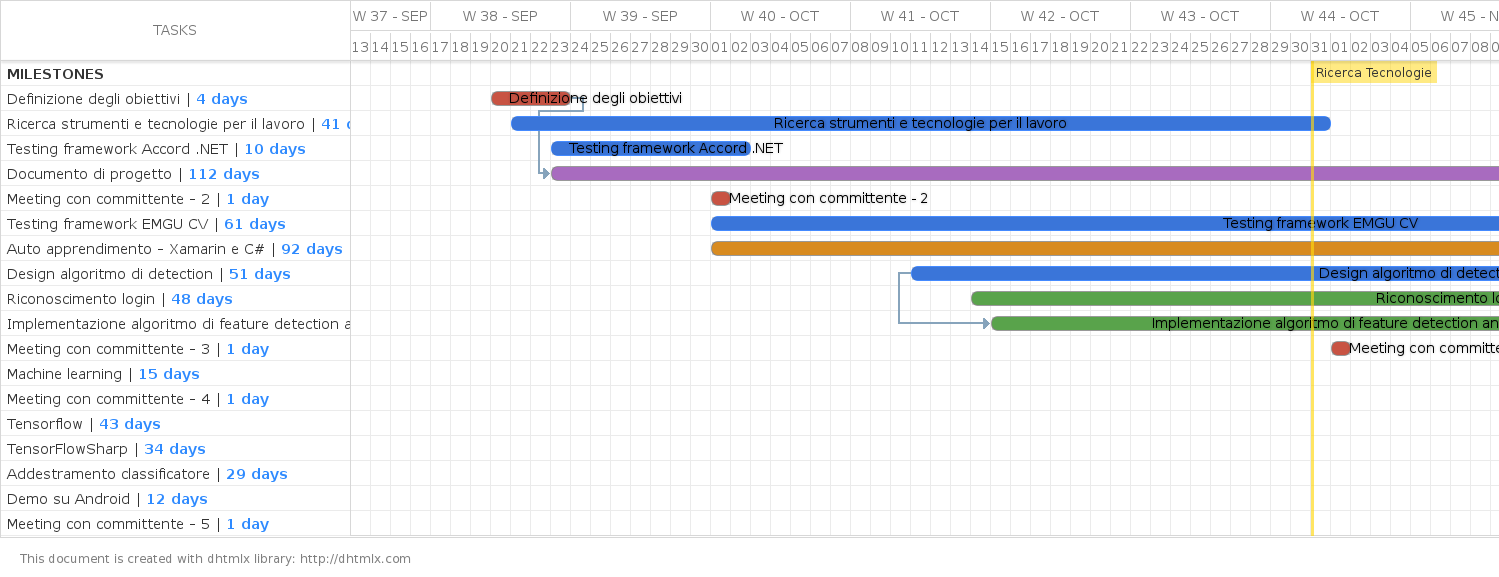 TASKS
W 37 - SEP W 38 - SEP W 39 - SEP W 40 - OCT W 41 - OCT W 42 - OCT W 43 - OCT W 44 - OCT W 45 - N
13 14 15 16 17 18 19 20 21 22 23 24 25 26 27 28 29 30 01 02 03 04 05 06 07 08 09 10 11 12 13 14 15 16 17 18 19 20 21 22 23 24 25 26 27 28 29 30 31 01 02 03 04 05 06 07 08 0
MILESTONES
Ricerca Tecnologie
Definizione degli obiettivi | 4 days
Definizione degli obiettivi
Ricerca strumenti e tecnologie per il lavoro | 41 d
Ricerca strumenti e tecnologie per il lavoro
Testing framework Accord .NET | 10 days
Testing framework Accord .NET
Documento di progetto | 112 days
Meeting con committente - 2 | 1 day
Meeting con committente - 2
Testing framework EMGU CV | 61 days
Testing framework EMGU CV
Auto apprendimento - Xamarin e C# | 92 days
Design algoritmo di detection | 51 days
Design algoritmo di detect
Riconoscimento login | 48 days
Riconoscimento lo
Implementazione algoritmo di feature detection a
Implementazione algoritmo di feature detection an
Meeting con committente - 3 | 1 day
Meeting con committe
Machine learning | 15 days
Meeting con committente - 4 | 1 day
Tensorflow | 43 days
TensorFlowSharp | 34 days
Addestramento classificatore | 29 days
Demo su Android | 12 days
Meeting con committente - 5 | 1 day
This document is created with dhtmlx library: http://dhtmlx.com